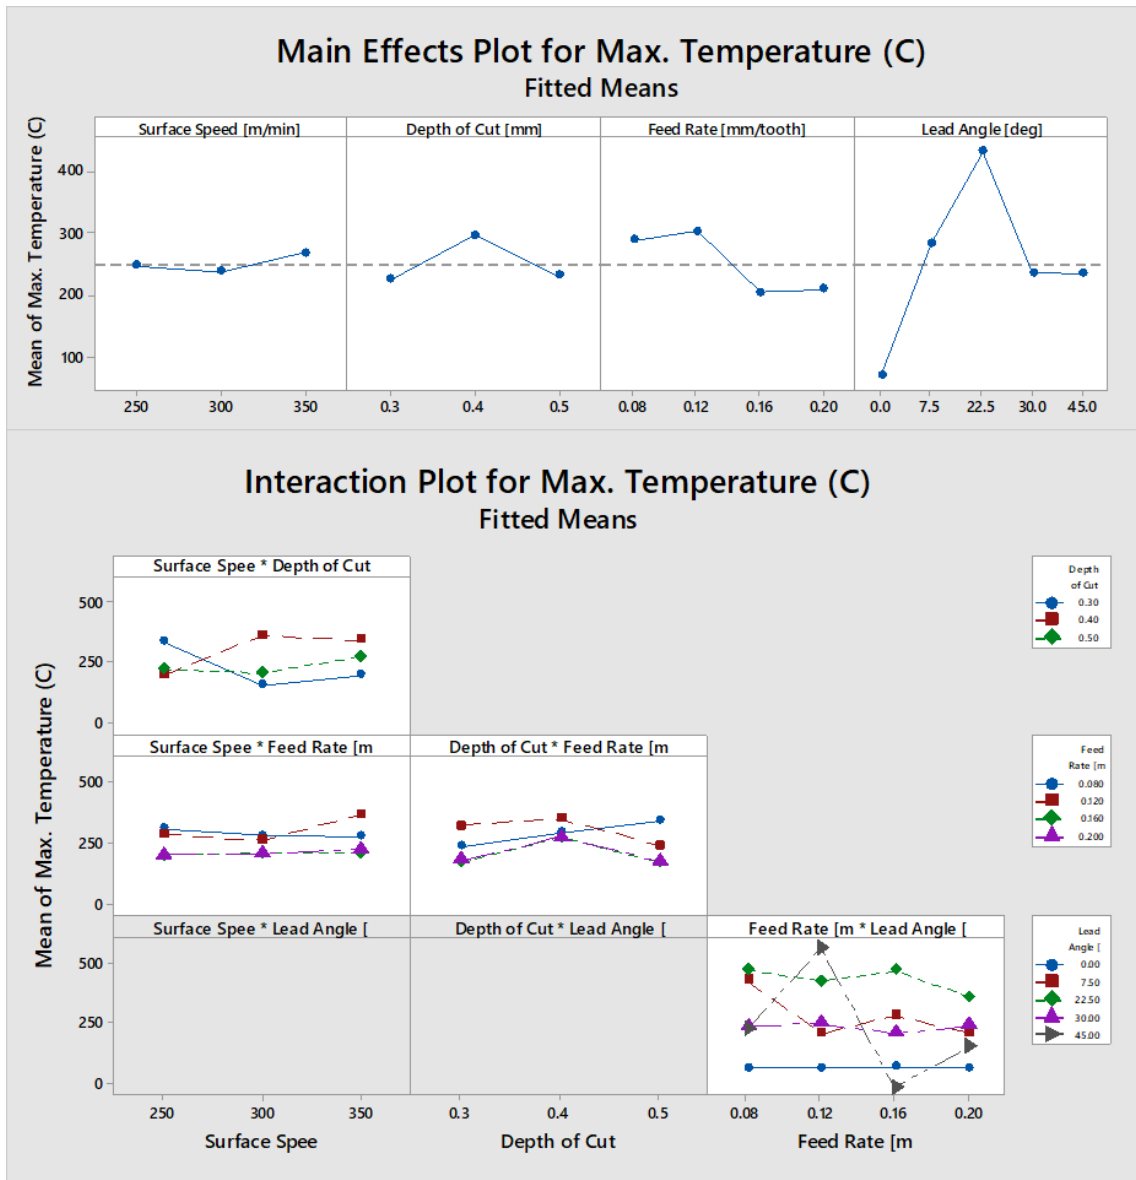 Main Effects Plot for Max. Temperature (C)
Fitted Means
Mean of Max. Temperature (C)
Surface Speed [m/min] Depth of Cut [mm] Feed Rate [mm/tooth] Lead Angle [deg]
400
300
200
100
250 300 350 0.3 0.4 0.5 0.08 0.12 0.16 0.20 0.0 7.5 22.5 30.0 45.0
Interaction Plot for Max. Temperature (C)
Fitted Means
Mean of Max. Temperature (C)
Surface Spee * Depth of Cut
500
250
0
Depth
of Cut
0.30
0.40
0.50
Surface Spee * Feed Rate [m Depth of Cut * Feed Rate [m
500
250
0
Feed
Rate [m
0.080
0.120
0.160
0.200
Surface Spee * Lead Angle [ Depth of Cut * Lead Angle [ Feed Rate [m * Lead Angle [
500
250
0
Lead
Angle [
0.00
7.50
22.50
30.00
45.00
250 300 350 0.3 0.4 0.5 0.08 0.12 0.16 0.20
Surface Spee Depth of Cut Feed Rate [m